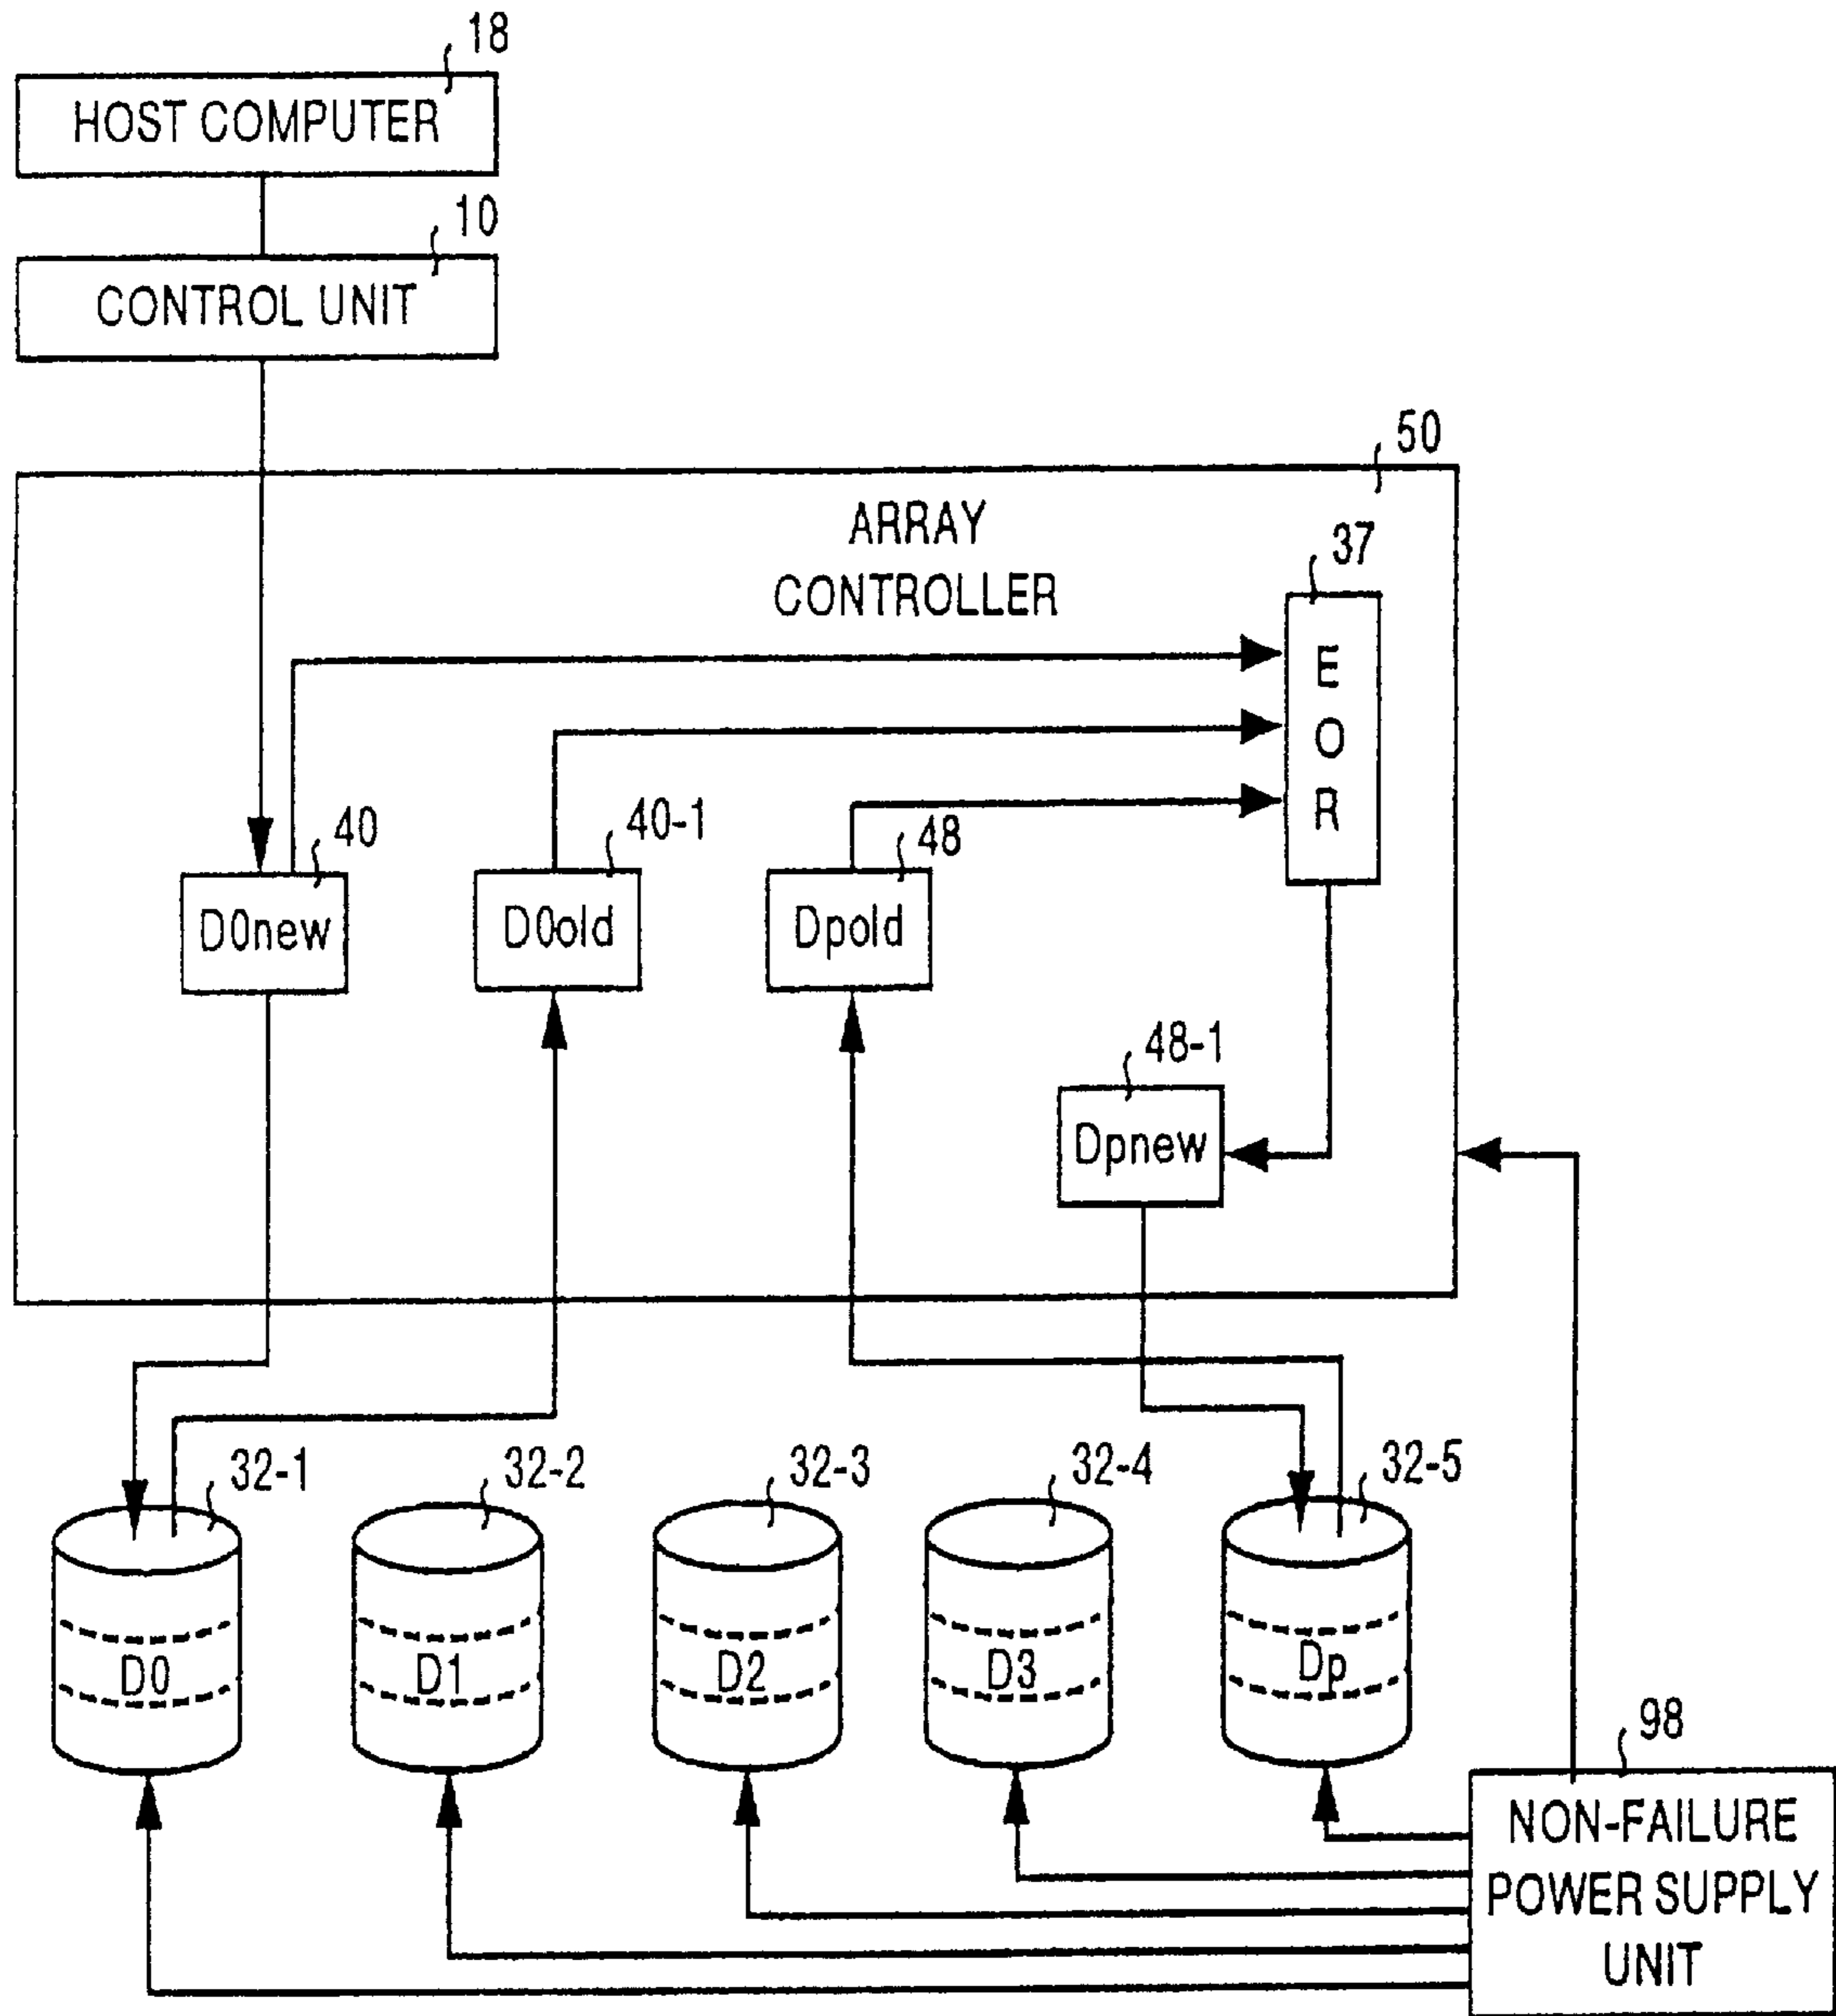 18
HOST COMPUTER
10
CONTROL UNIT
50
ARRAY
CONTROLLER
37
E
O
R
40
40-1
48
D0new
D0old
Dpold
48-1
Dpnew
32-1
32-2
32-3
32-4
32-5
D0
D1
D2
D3
Dp
98
NON-FAILURE
POWER SUPPLY
UNIT